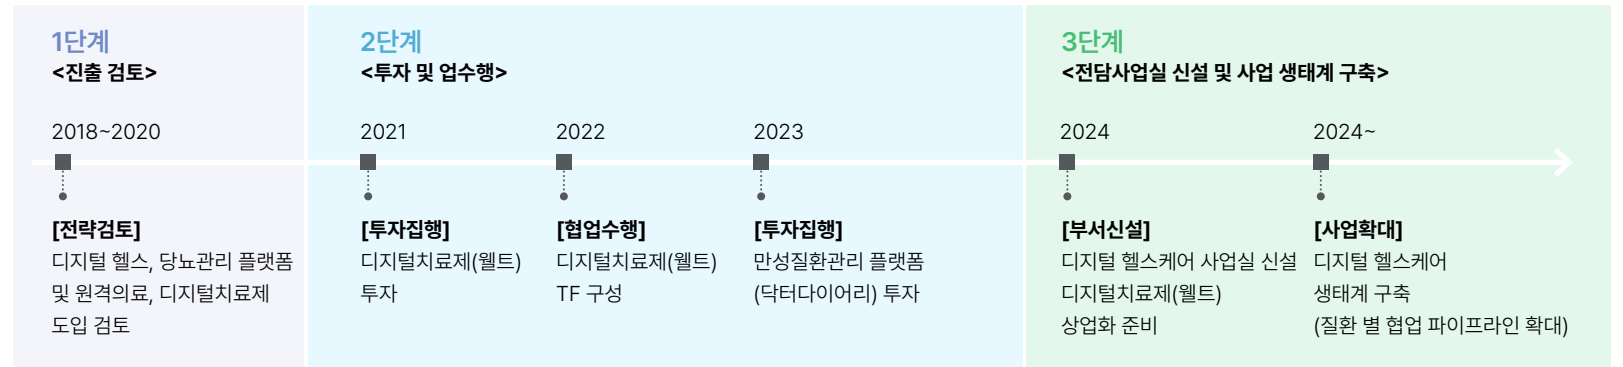 1단계
<진출 검토>
2018~2020
[전략검토]
디지털 헬스, 당뇨관리 플랫폼
및 원격의료, 디지털치료제
도입 검토
2단계
<투자 및 업수행>
2021
[투자집행]
디지털치료제(웰트)
투자
2022
[협업수행]
디지털치료제(웰트)
TF 구성
2023
[투자집행]
만성질환관리 플랫폼
(닥터다이어리) 투자
3단계
<전담사업실 신설 및 사업 생태계 구축>
2024
[부서신설]
디지털 헬스케어 사업실 신설
디지털치료제(웰트)
상업화 준비
2024~
[사업확대]
디지털 헬스케어
생태계 구축
(질환 별 협업 파이프라인 확대)